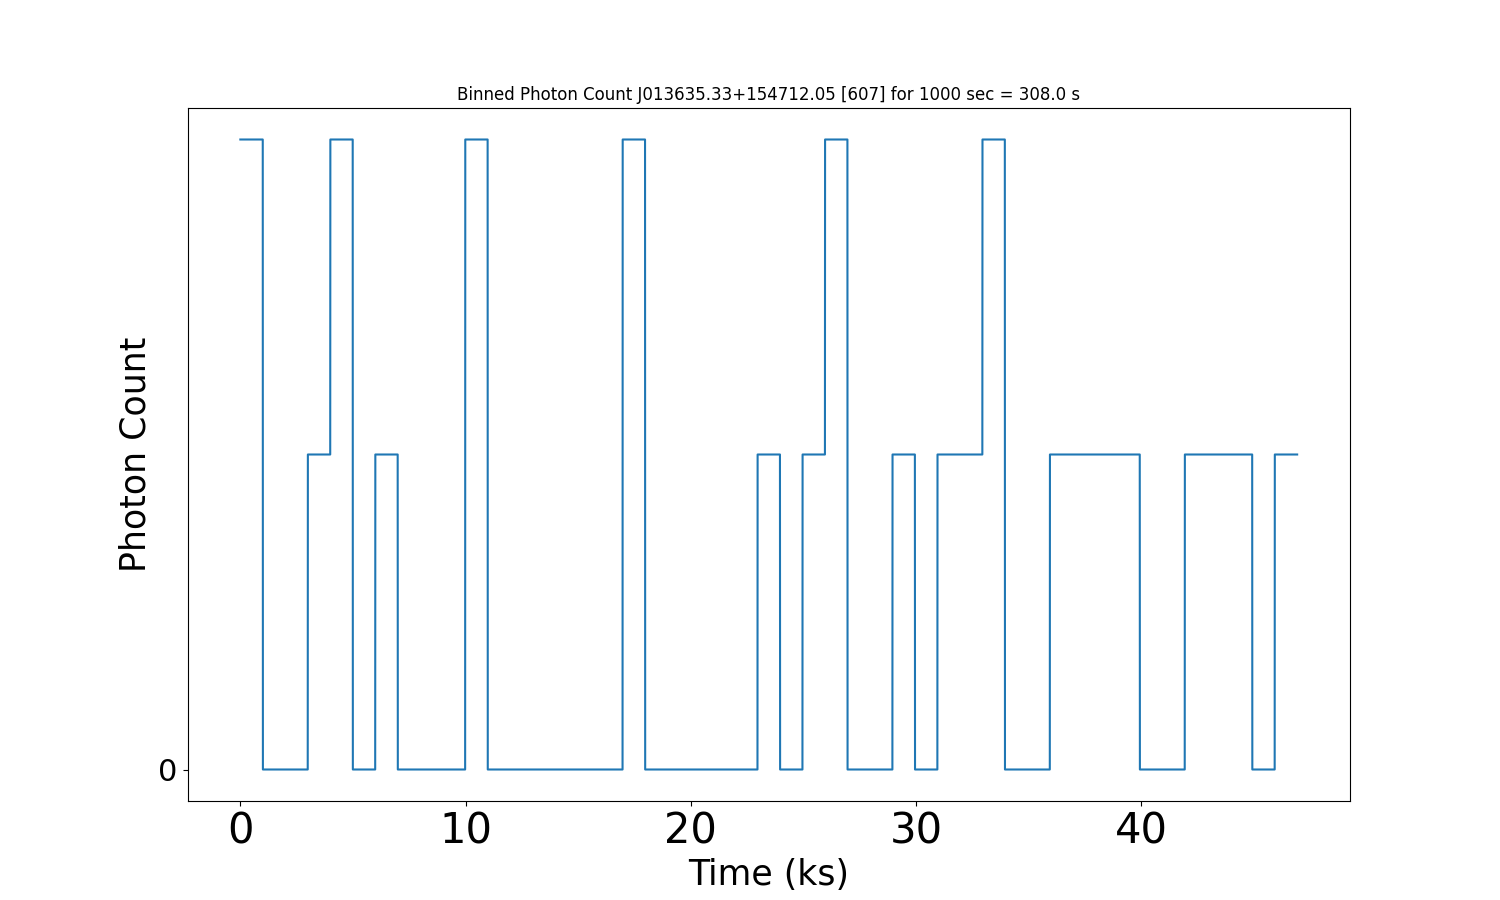 Binned Photon Count J013635.33+154712.05 [607] for 1000 sec = 308.0 s
Photon Count
0
0 10 20 30 40
Time (ks)